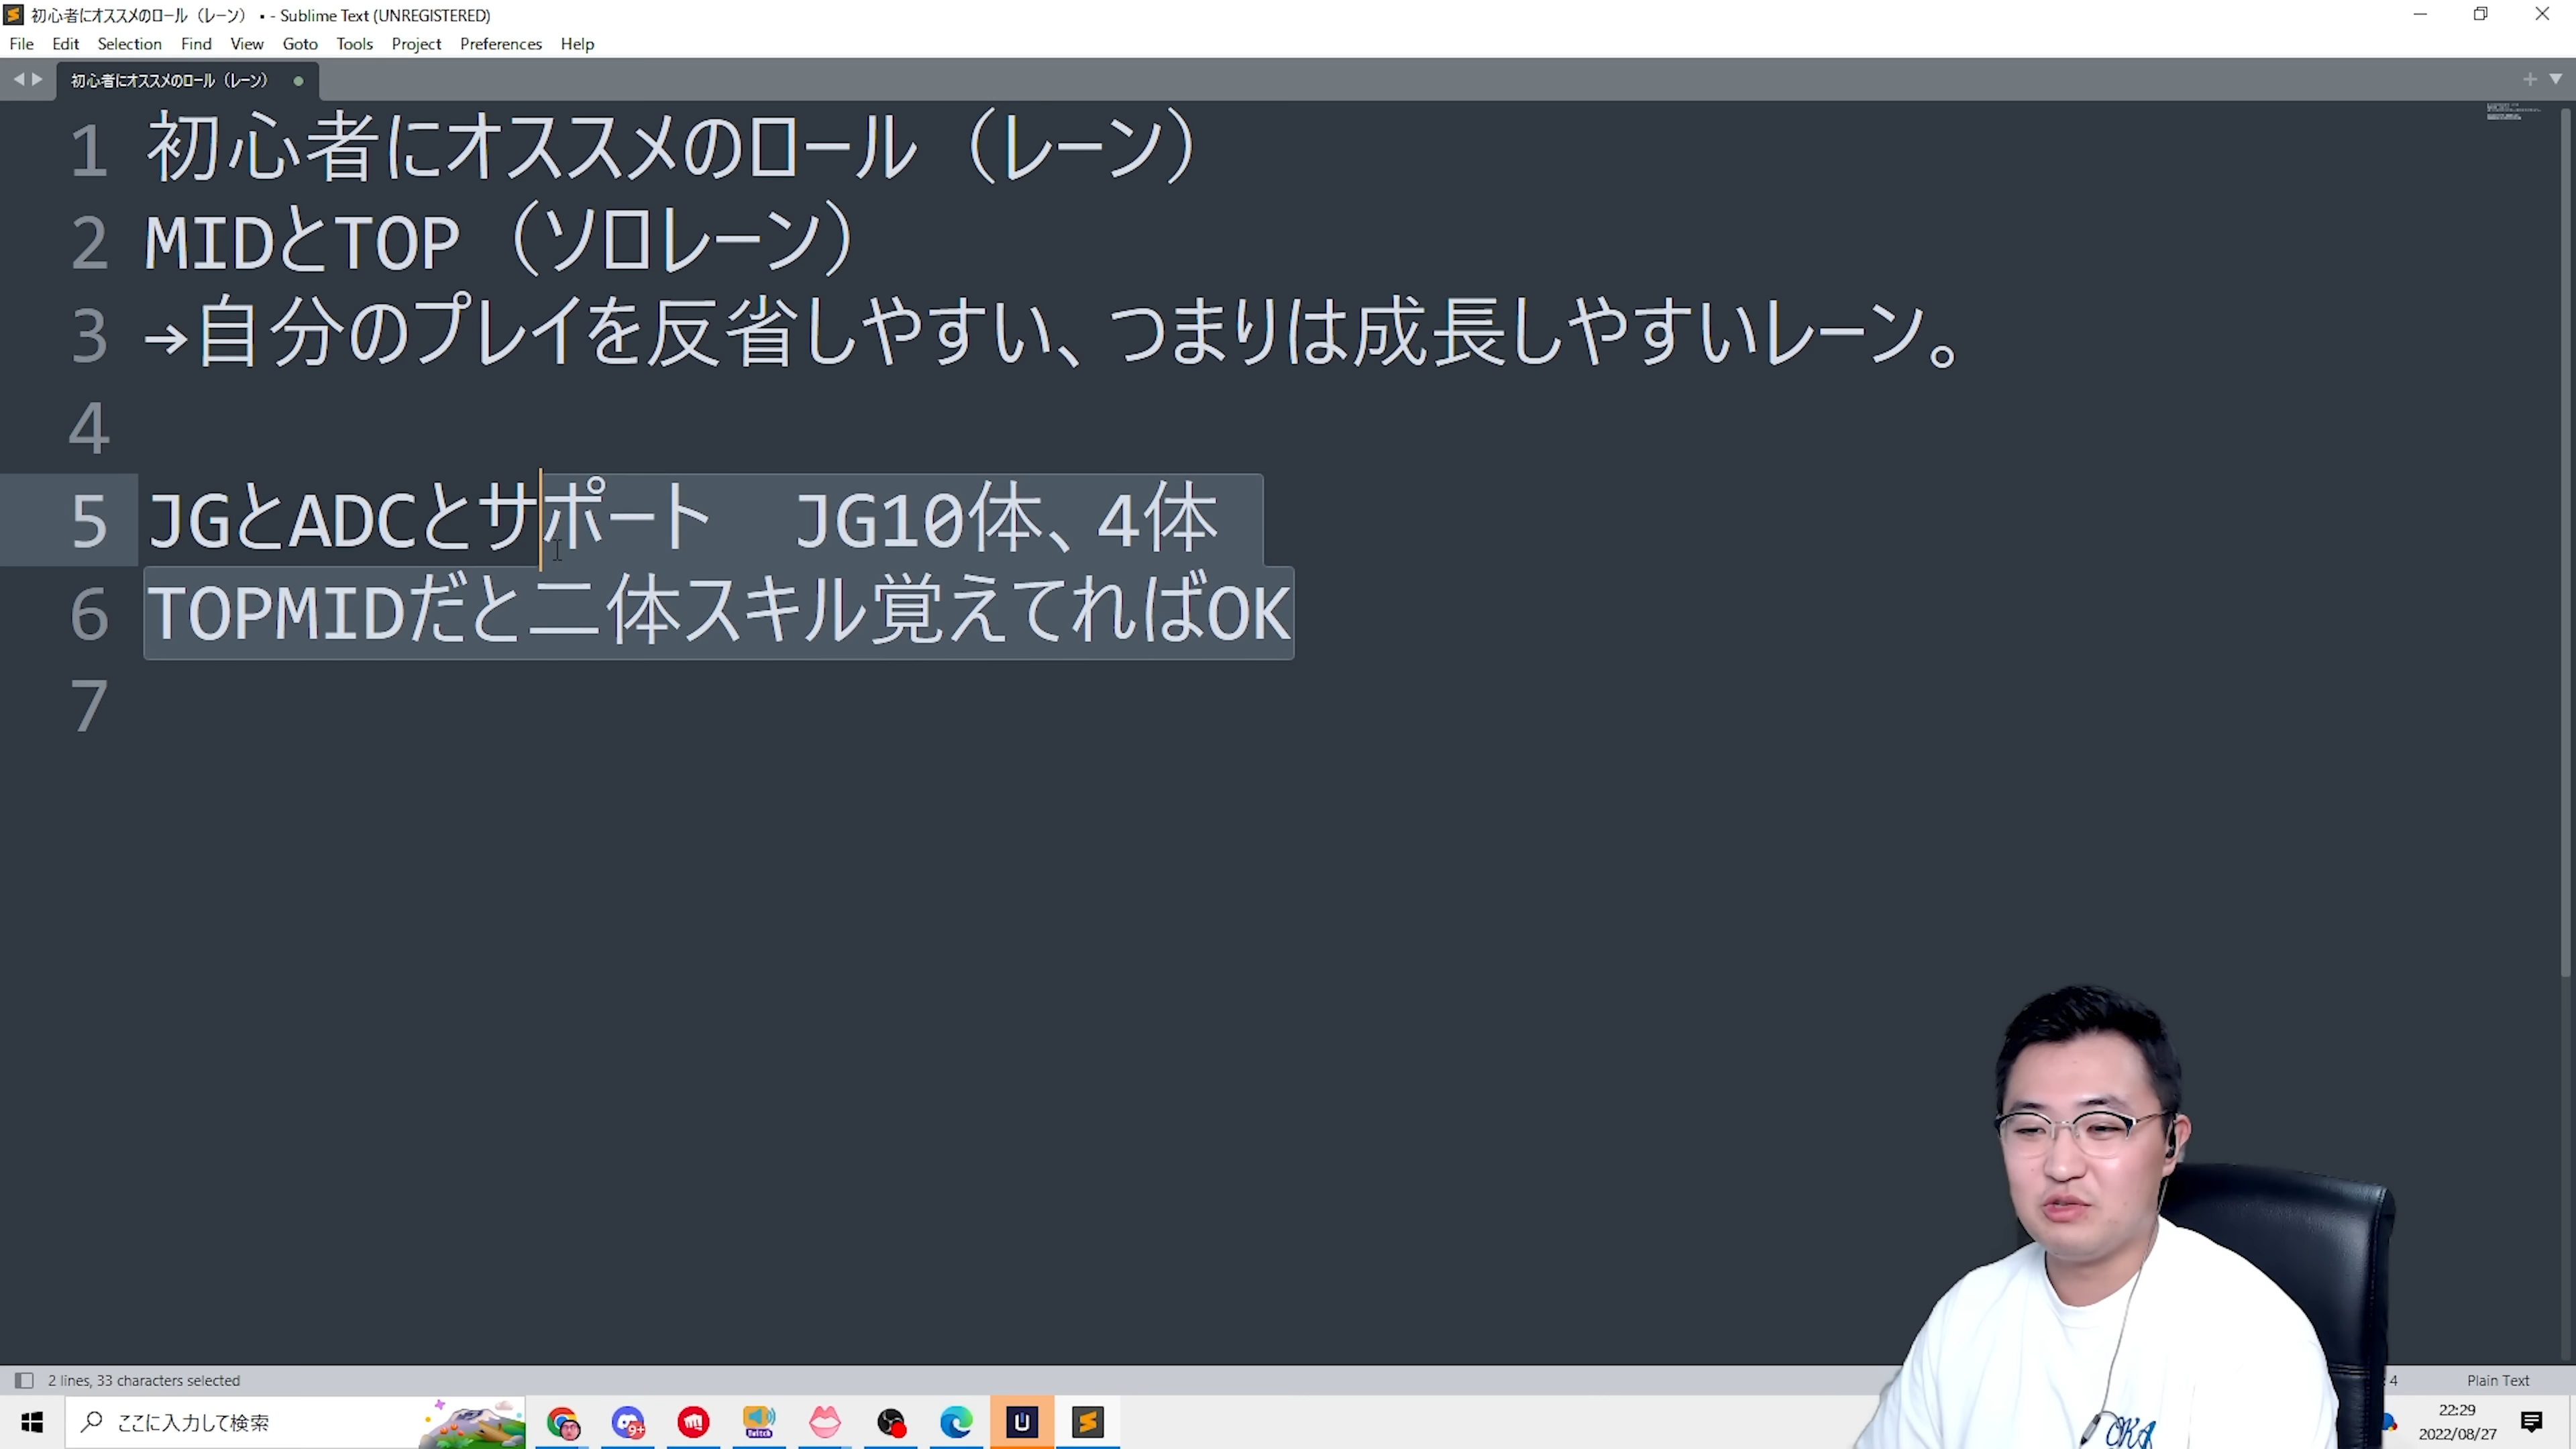 初心者にオススメのロール（レーン） • - Sublime Text (UNREGISTERED)
File Edit Selection Find View Goto Tools Project Preferences Help
初心者にオススメのロール（レーン）
1 初心者にオススメのロール（レーン）
2 MIDとTOP（ソロレーン）
3 →自分のプレイを反省しやすい、つまりは成長しやすいレーン。
4
5 JGとADCとサポート　JG10体、4体
6 TOPMIDだと二体スキル覚えてればOK
7
2 lines, 33 characters selected
4 Plain Text
ここに入力して検索
9+
Twitch
22:29
2022/08/27
OKA